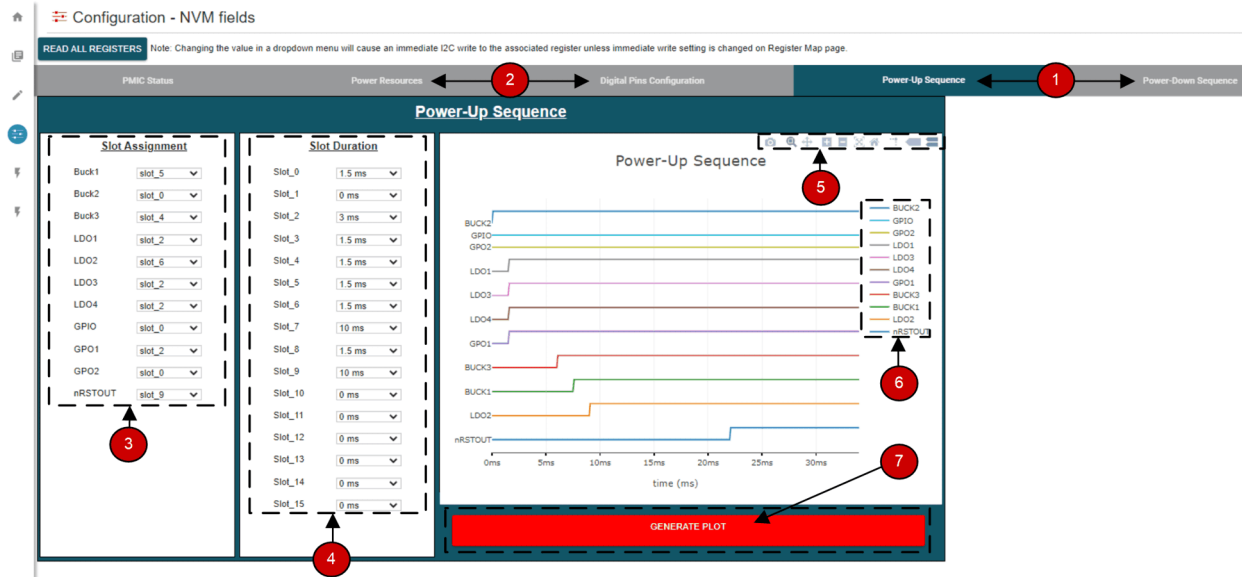 Configuration - NVM fields
READ ALL REGISTERS Note: Changing the value in a dropdown menu will cause an immediate I2C write to the associated register unless immediate write setting is changed on Register Map page.
PMIC Status Power Resources 2 Digital Pins Configuration Power-Up Sequence 1 Power-Down Sequence
Power-Up Sequence
Slot Assignment
Buck1 slot_5
Buck2 slot_0
Buck3 slot_4
LDO1 slot_2
LDO2 slot_6
LDO3 slot_2
LDO4 slot_2
GPIO slot_0
GPO1 slot_2
GPO2 slot_0
nRSTOUT slot_9
3
Slot Duration
Slot_0 1.5 ms
Slot_1 0 ms
Slot_2 3 ms
Slot_3 1.5 ms
Slot_4 1.5 ms
Slot_5 1.5 ms
Slot_6 1.5 ms
Slot_7 10 ms
Slot_8 1.5 ms
Slot_9 10 ms
Slot_10 0 ms
Slot_11 0 ms
Slot_12 0 ms
Slot_13 0 ms
Slot_14 0 ms
Slot_15 0 ms
4
Power-Up Sequence
5
BUCK2
GPIO
GPO2
LDO1
LDO3
LDO4
GPO1
BUCK3
BUCK1
LDO2
nRSTOUT
0ms 5ms 10ms 15ms 20ms 25ms 30ms
time (ms)
BUCK2
GPIO
GPO2
LDO1
LDO3
LDO4
GPO1
BUCK3
BUCK1
LDO2
nRSTOUT
6
7
GENERATE PLOT